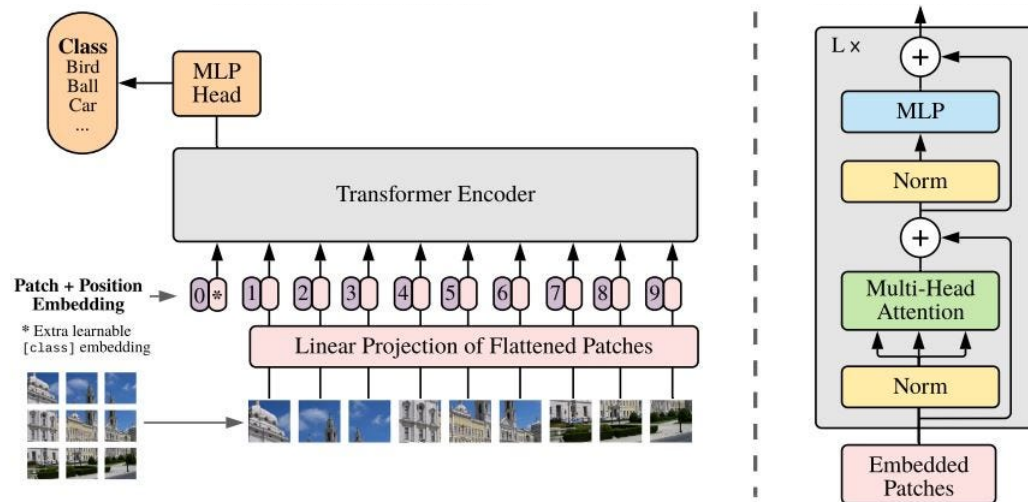 Class
Bird
Ball
Car
...
MLP
Head
Transformer Encoder
Patch + Position
Embedding
0 * 1 2 3 4 5 6 7 8 9
* Extra learnable
[class] embedding
Linear Projection of Flattened Patches
L x
+
MLP
Norm
+
Multi-Head
Attention
Norm
Embedded
Patches